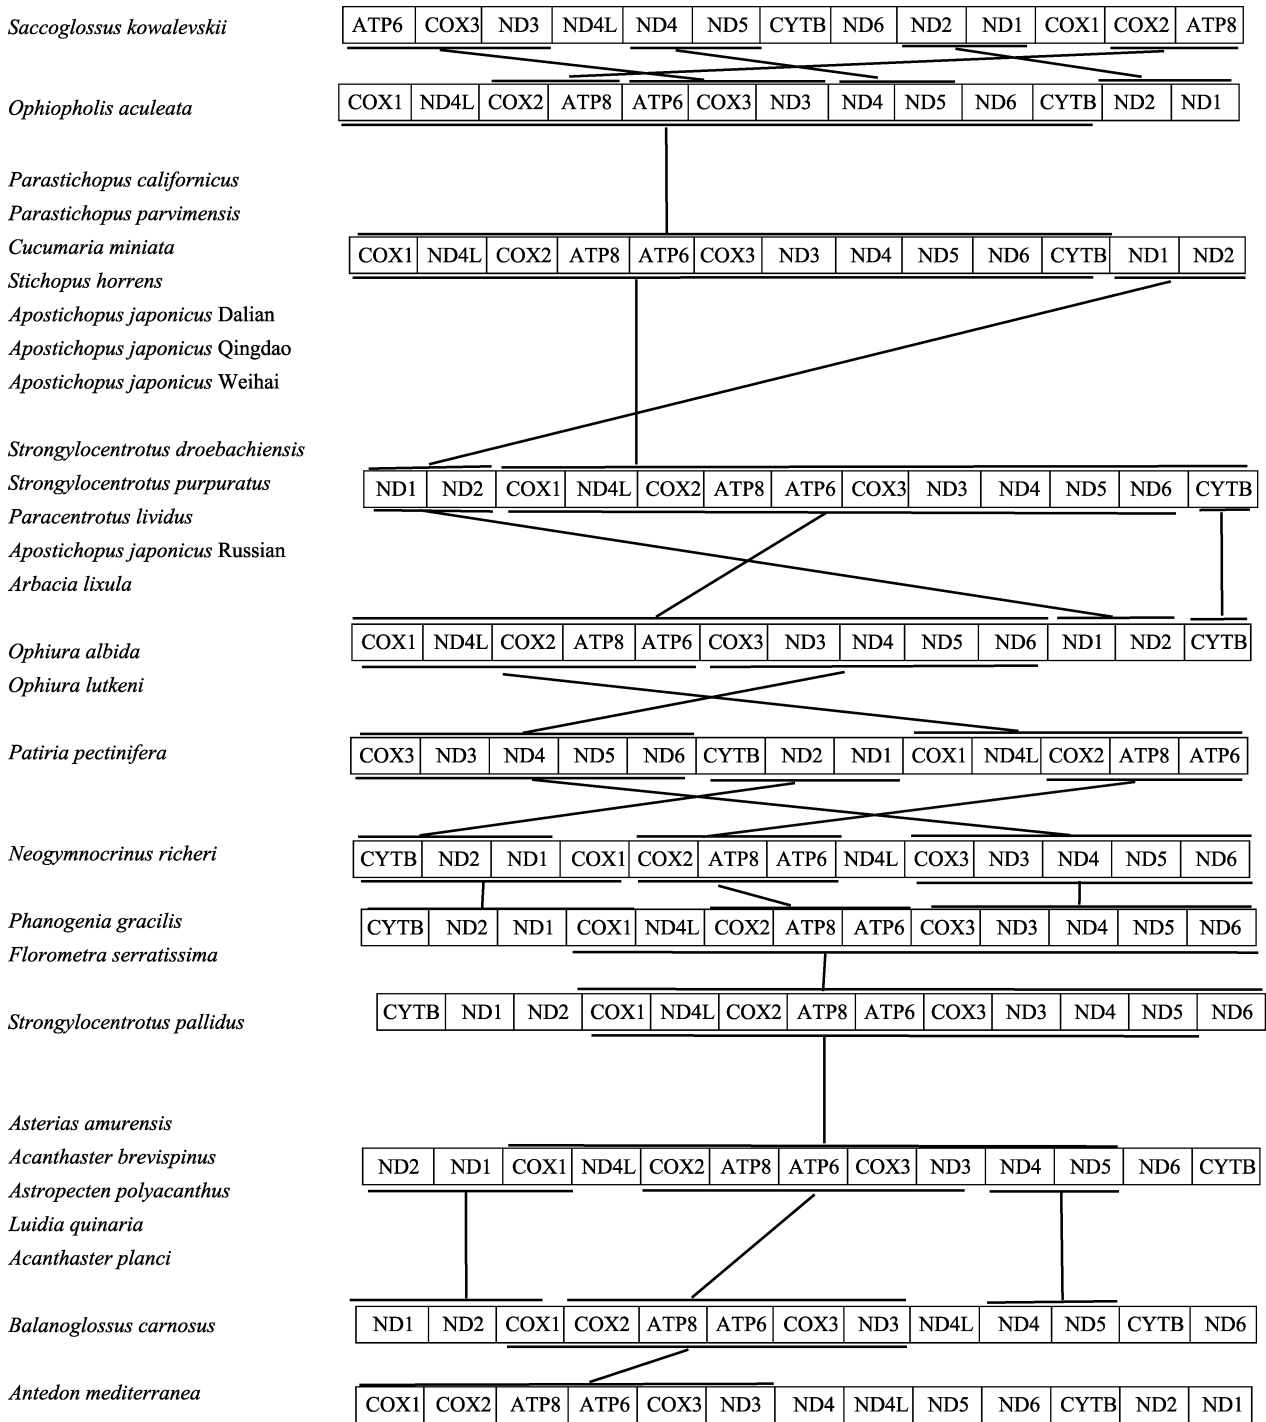 Saccoglossus kowalevskii ATP6 COX3 ND3 ND4L ND4 ND5 CYTB ND6 ND2 ND1 COX1 COX2 ATP8
Ophiopholis aculeata COX1 ND4L COX2 ATP8 ATP6 COX3 ND3 ND4 ND5 ND6 CYTB ND2 ND1
Parastichopus californicus
Parastichopus parvimensis
Cucumaria miniata COX1 ND4L COX2 ATP8 ATP6 COX3 ND3 ND4 ND5 ND6 CYTB ND1 ND2
Stichopus horrens
Apostichopus japonicus Dalian
Apostichopus japonicus Qingdao
Apostichopus japonicus Weihai
Strongylocentrotus droebachiensis
Strongylocentrotus purpuratus ND1 ND2 COX1 ND4L COX2 ATP8 ATP6 COX3 ND3 ND4 ND5 ND6 CYTB
Paracentrotus lividus
Apostichopus japonicus Russian
Arbacia lixula
Ophiura albida COX1 ND4L COX2 ATP8 ATP6 COX3 ND3 ND4 ND5 ND6 ND1 ND2 CYTB
Ophiura lutkeni
Patiria pectinifera COX3 ND3 ND4 ND5 ND6 CYTB ND2 ND1 COX1 ND4L COX2 ATP8 ATP6
Neogymnocrinus richeri CYTB ND2 ND1 COX1 COX2 ATP8 ATP6 ND4L COX3 ND3 ND4 ND5 ND6
Phanogenia gracilis CYTB ND2 ND1 COX1 ND4L COX2 ATP8 ATP6 COX3 ND3 ND4 ND5 ND6
Florometra serratissima
Strongylocentrotus pallidus CYTB ND1 ND2 COX1 ND4L COX2 ATP8 ATP6 COX3 ND3 ND4 ND5 ND6
Asterias amurensis
Acanthaster brevispinus ND2 ND1 COX1 ND4L COX2 ATP8 ATP6 COX3 ND3 ND4 ND5 ND6 CYTB
Astropecten polyacanthus
Luidia quinaria
Acanthaster planci
Balanoglossus carnosus ND1 ND2 COX1 COX2 ATP8 ATP6 COX3 ND3 ND4L ND4 ND5 CYTB ND6
Antedon mediterranea COX1 COX2 ATP8 ATP6 COX3 ND3 ND4 ND4L ND5 ND6 CYTB ND2 ND1